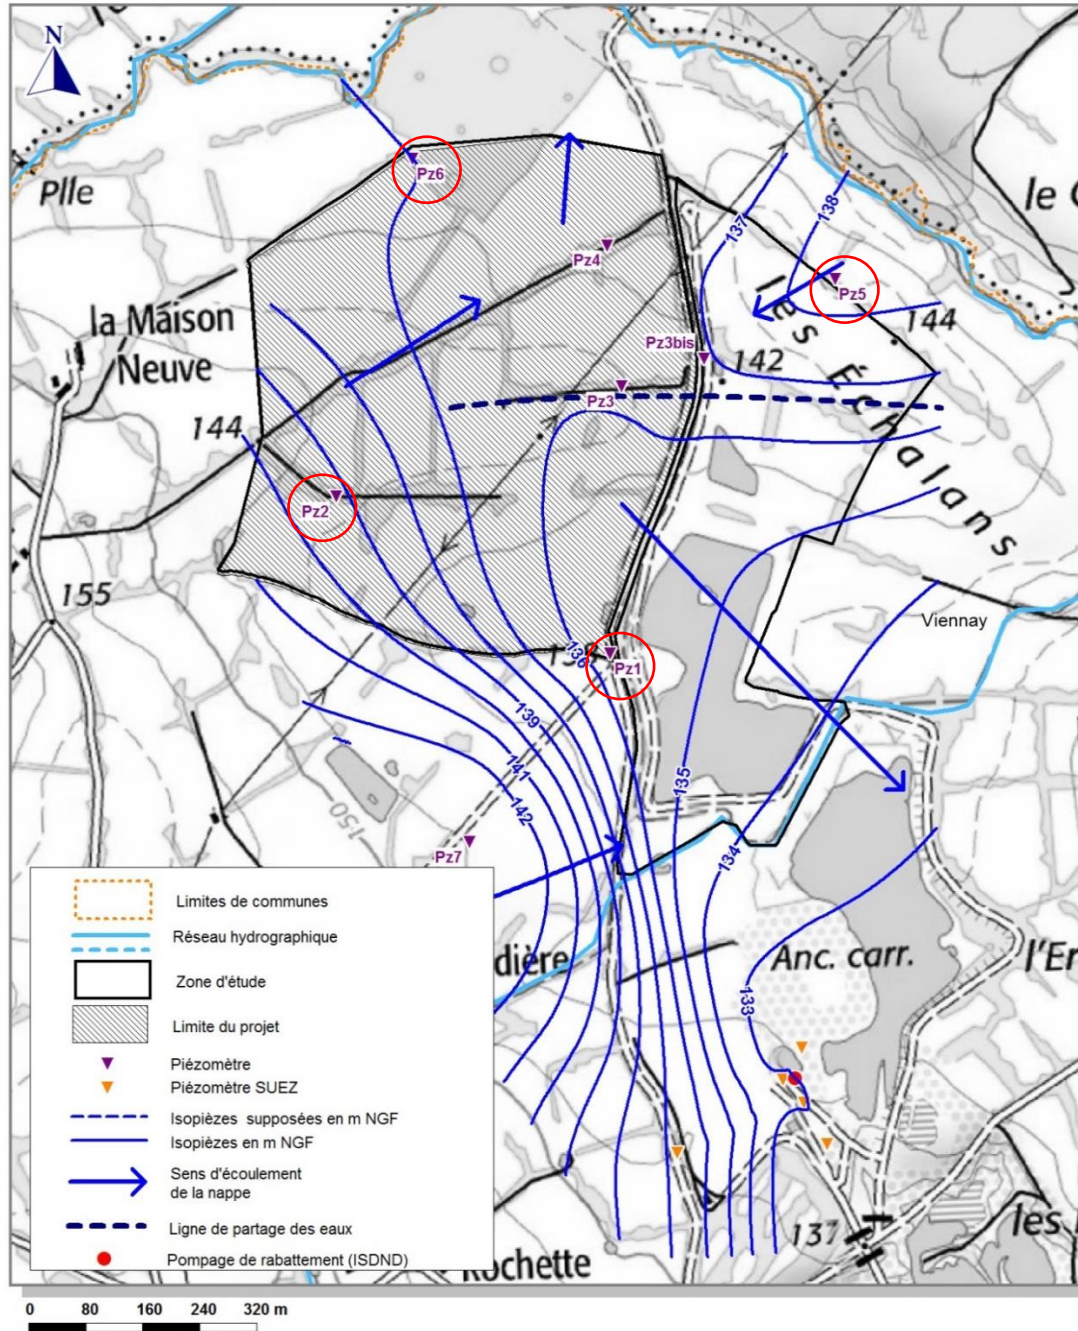 N
Plle
Pz6
Pz4
137
138
le
la Maison
Neuve
les Échalans
Pz5
144
Pz3bis
142
Pz3
144
Pz2
155
Viennay
136
Pz1
139
141
142
135
150
134
Pz7
dière
Anc. carr.
l'Er
133
137
les
Rochette
Limites de communes
Réseau hydrographique
Zone d'étude
Limite du projet
Piézomètre
Piézomètre SUEZ
Isopièzes supposées en m NGF
Isopièzes en m NGF
Sens d'écoulement
de la nappe
Ligne de partage des eaux
Pompage de rabattement (ISDND)
0 80 160 240 320 m